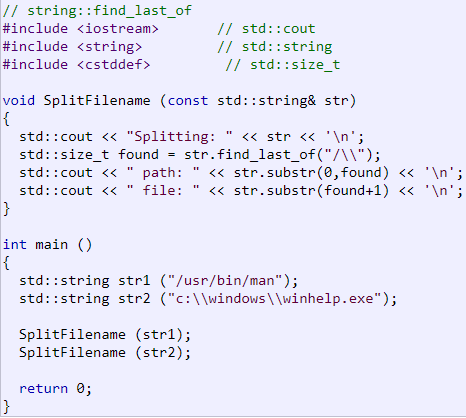 // string::find_last_of
#include <iostream>       // std::cout
#include <string>         // std::string
#include <cstddef>         // std::size_t
void SplitFilename (const std::string& str)
{
  std::cout << "Splitting: " << str << '\n';
  std::size_t found = str.find_last_of("/\\");
  std::cout << " path: " << str.substr(0,found) << '\n';
  std::cout << " file: " << str.substr(found+1) << '\n';
}
int main ()
{
  std::string str1 ("/usr/bin/man");
  std::string str2 ("c:\\windows\\winhelp.exe");
  SplitFilename (str1);
  SplitFilename (str2);
  return 0;
}